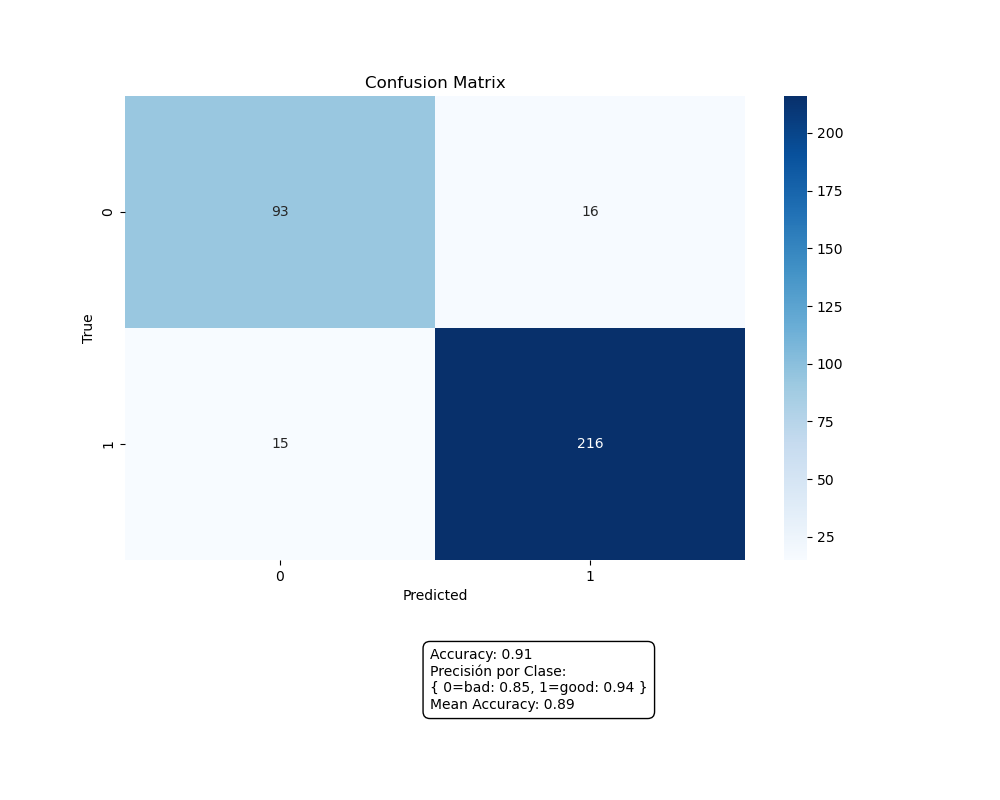 Confusion Matrix
0
93
16
True
1
15
216
0
1
Predicted
200
175
150
125
100
75
50
25
Accuracy: 0.91
Precisión por Clase:
{ 0=bad: 0.85, 1=good: 0.94 }
Mean Accuracy: 0.89